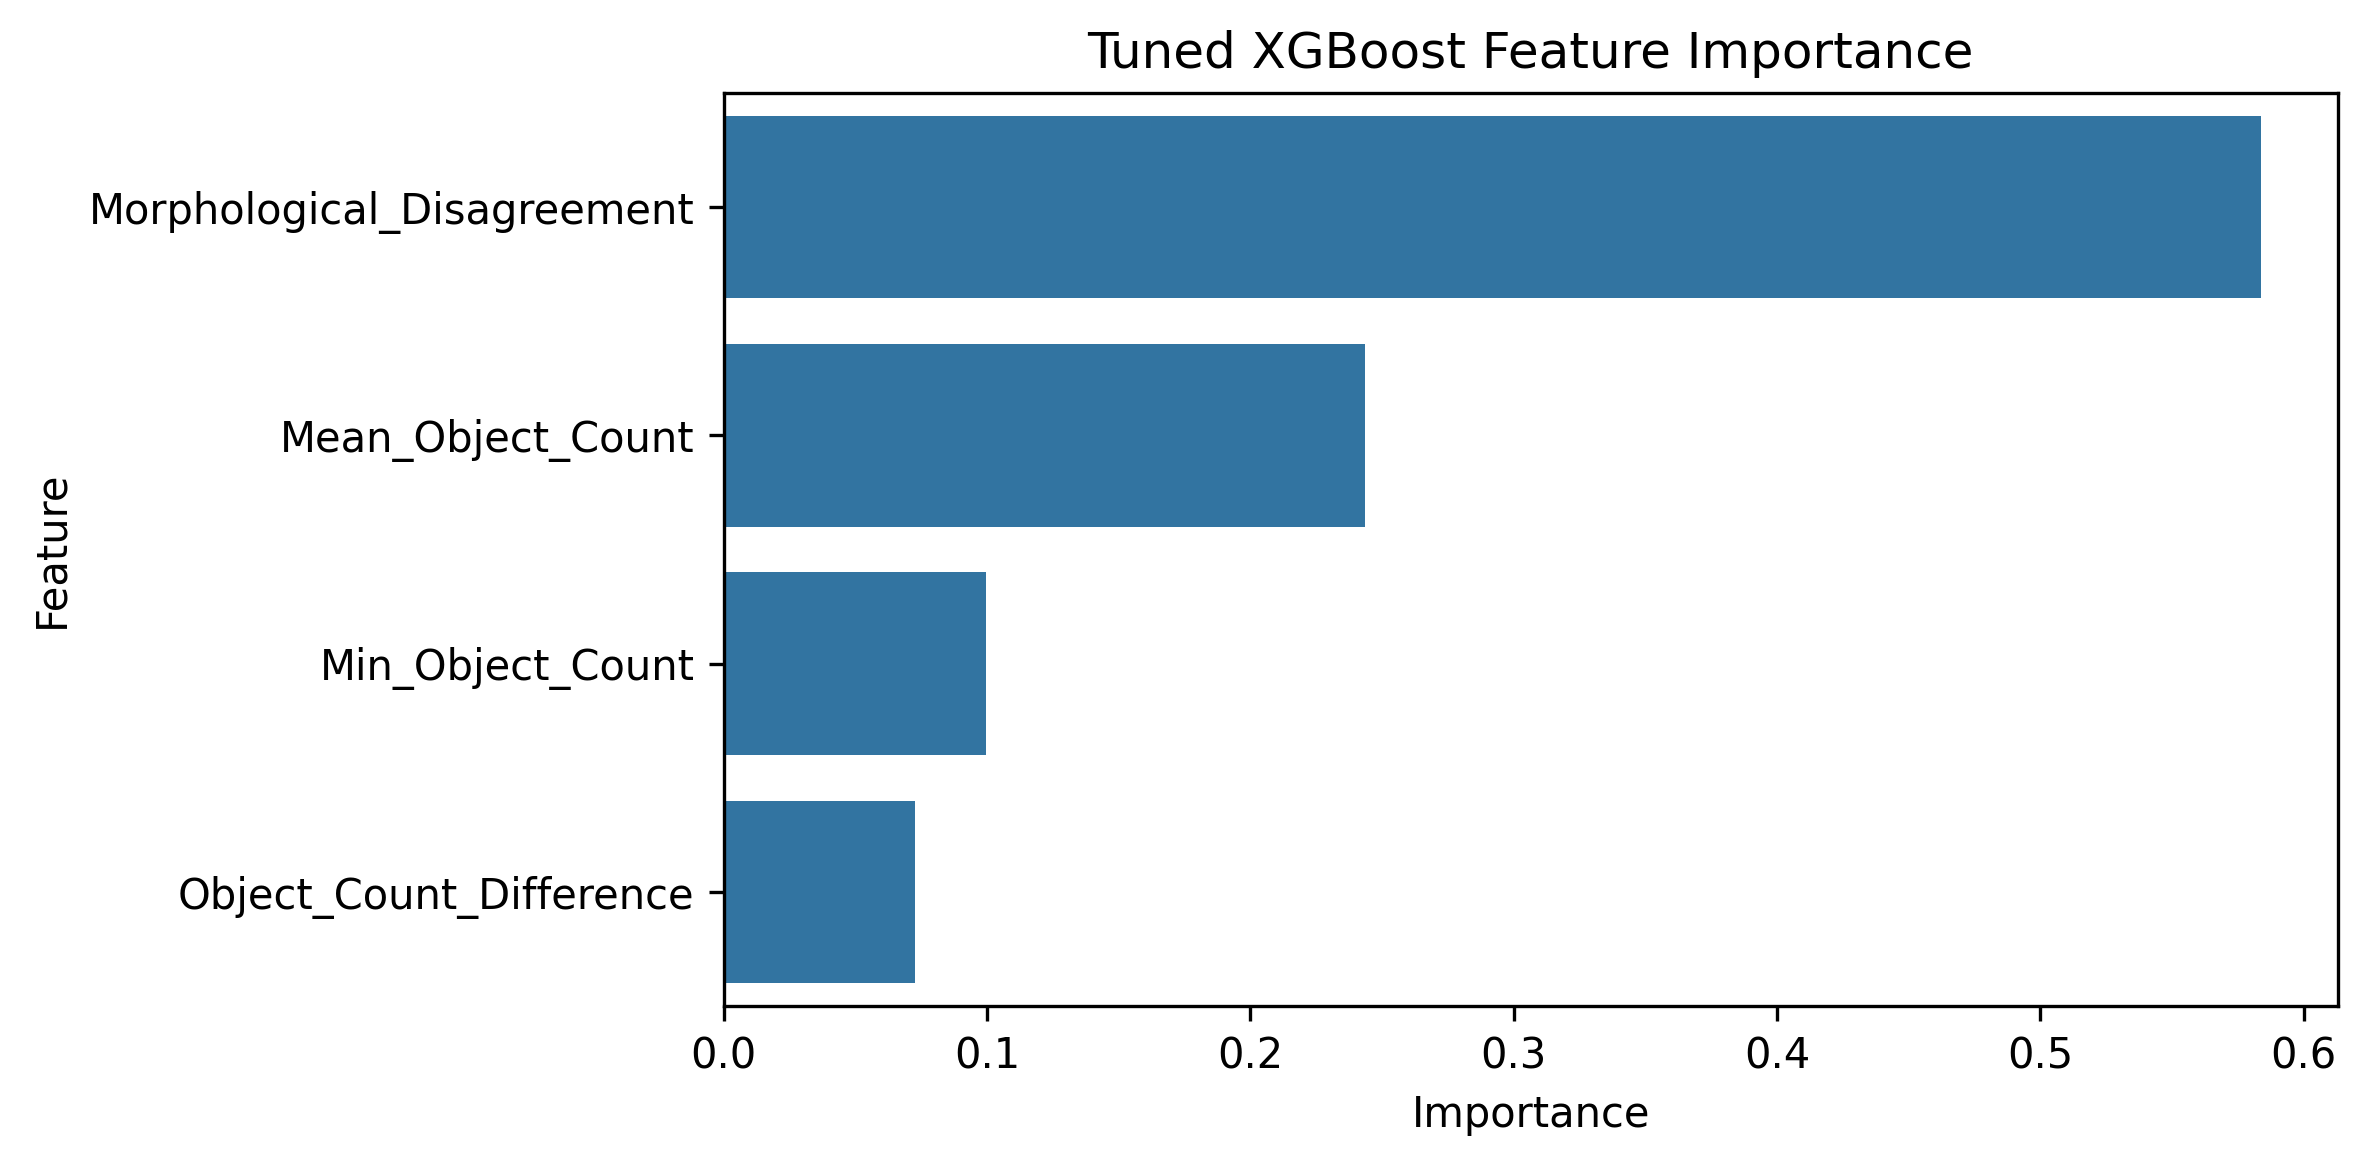 Tuned XGBoost Feature Importance
Morphological_Disagreement
Mean_Object_Count
Min_Object_Count
Object_Count_Difference
Feature
0.0 0.1 0.2 0.3 0.4 0.5 0.6
Importance